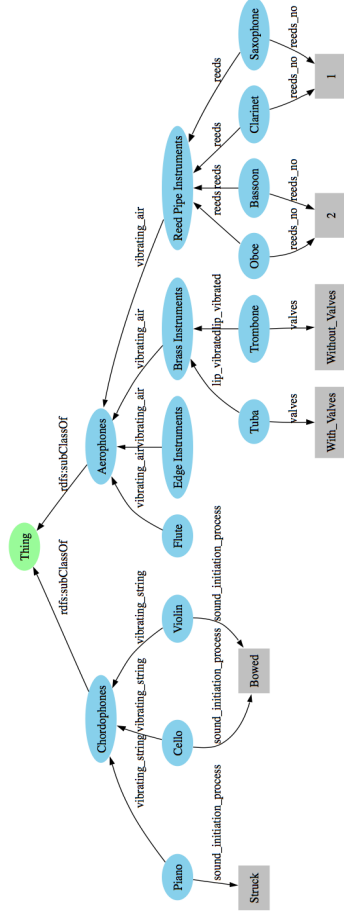 Thing
rdfs:subClassOf
rdfs:subClassOf
Chordophones
Aerophones
vibrating_string
vibrating_string
vibrating_string
vibrating_air
vibrating_air
vibrating_air
vibrating_air
Piano
Cello
Violin
Flute
Edge Instruments
Brass Instruments
Reed Pipe Instruments
sound_initiation_process
sound_initiation_process
sound_initiation_process
lip_vibrated
lip_vibrated
reeds
reeds
reeds
reeds
Struck
Bowed
Tuba
Trombone
Oboe
Bassoon
Clarinet
Saxophone
valves
valves
reeds_no
reeds_no
reeds_no
reeds_no
With_Valves
Without_Valves
2
1